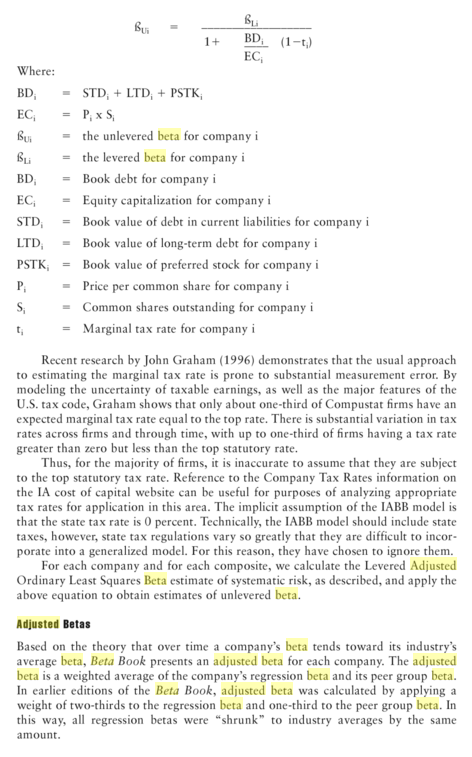 ßUi = ßLi
1 + BDi (1−ti)
ECi
Where:
BDi = STDi + LTDi + PSTKi
ECi = Pi x Si
ßUi = the unlevered beta for company i
ßLi = the levered beta for company i
BDi = Book debt for company i
ECi = Equity capitalization for company i
STDi = Book value of debt in current liabilities for company i
LTDi = Book value of long-term debt for company i
PSTKi = Book value of preferred stock for company i
Pi = Price per common share for company i
Si = Common shares outstanding for company i
ti = Marginal tax rate for company i
Recent research by John Graham (1996) demonstrates that the usual approach
to estimating the marginal tax rate is prone to substantial measurement error. By
modeling the uncertainty of taxable earnings, as well as the major features of the
U.S. tax code, Graham shows that only about one-third of Compustat firms have an
expected marginal tax rate equal to the top rate. There is substantial variation in tax
rates across firms and through time, with up to one-third of firms having a tax rate
greater than zero but less than the top statutory rate.
Thus, for the majority of firms, it is inaccurate to assume that they are subject
to the top statutory tax rate. Reference to the Company Tax Rates information on
the IA cost of capital website can be useful for purposes of analyzing appropriate
tax rates for application in this area. The implicit assumption of the IABB model is
that the state tax rate is 0 percent. Technically, the IABB model should include state
taxes, however, state tax regulations vary so greatly that they are difficult to incor-
porate into a generalized model. For this reason, they have chosen to ignore them.
For each company and for each composite, we calculate the Levered Adjusted
Ordinary Least Squares Beta estimate of systematic risk, as described, and apply the
above equation to obtain estimates of unlevered beta.
Adjusted Betas
Based on the theory that over time a company's beta tends toward its industry's
average beta, Beta Book presents an adjusted beta for each company. The adjusted
beta is a weighted average of the company's regression beta and its peer group beta.
In earlier editions of the Beta Book, adjusted beta was calculated by applying a
weight of two-thirds to the regression beta and one-third to the peer group beta. In
this way, all regression betas were "shrunk" to industry averages by the same
amount.